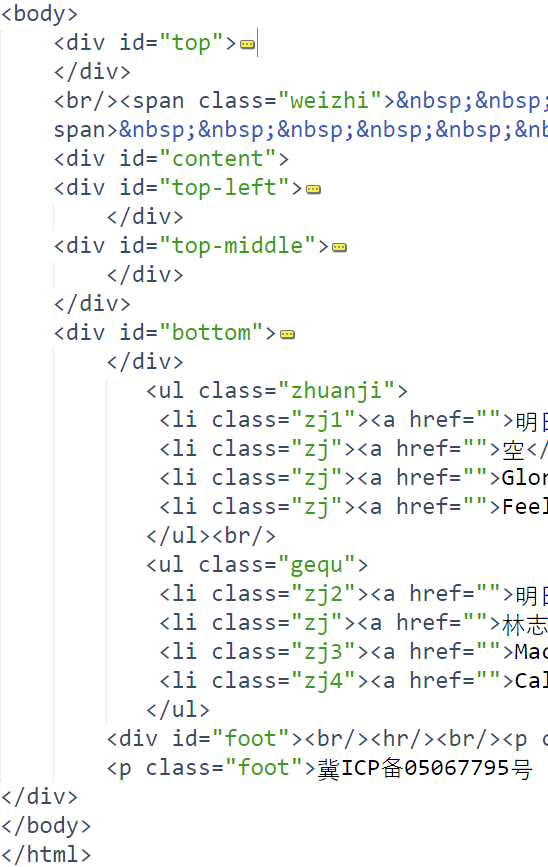 <body>
<div id="top">
</div>
<br/><span class="weizhi">&nbsp;&nbsp;
span>&nbsp;&nbsp;&nbsp;&nbsp;&nbsp;&nb
<div id="content">
<div id="top-left">
</div>
<div id="top-middle">
</div>
</div>
<div id="bottom">
</div>
<ul class="zhuanji">
<li class="zj1"><a href="">明日
<li class="zj"><a href="">空</
<li class="zj"><a href="">Glor
<li class="zj"><a href="">Feel
</ul><br/>
<ul class="gequ">
<li class="zj2"><a href="">明日
<li class="zj"><a href="">林志
<li class="zj3"><a href="">Mac
<li class="zj4"><a href="">Cal
</ul>
<div id="foot"><br/><hr/><br/><p c
<p class="foot">冀ICP备05067795号
</div>
</body>
</html>